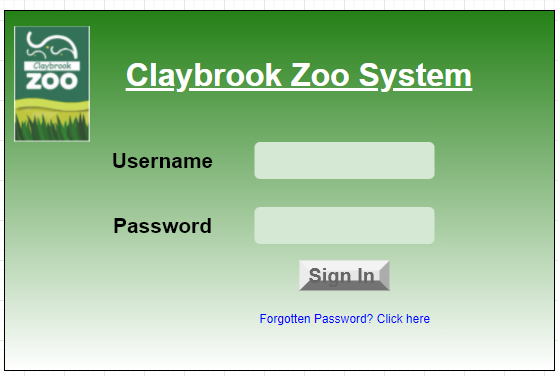 Claybrook
ZOO
Claybrook Zoo System
Username
Password
Sign In
Forgotten Password? Click here